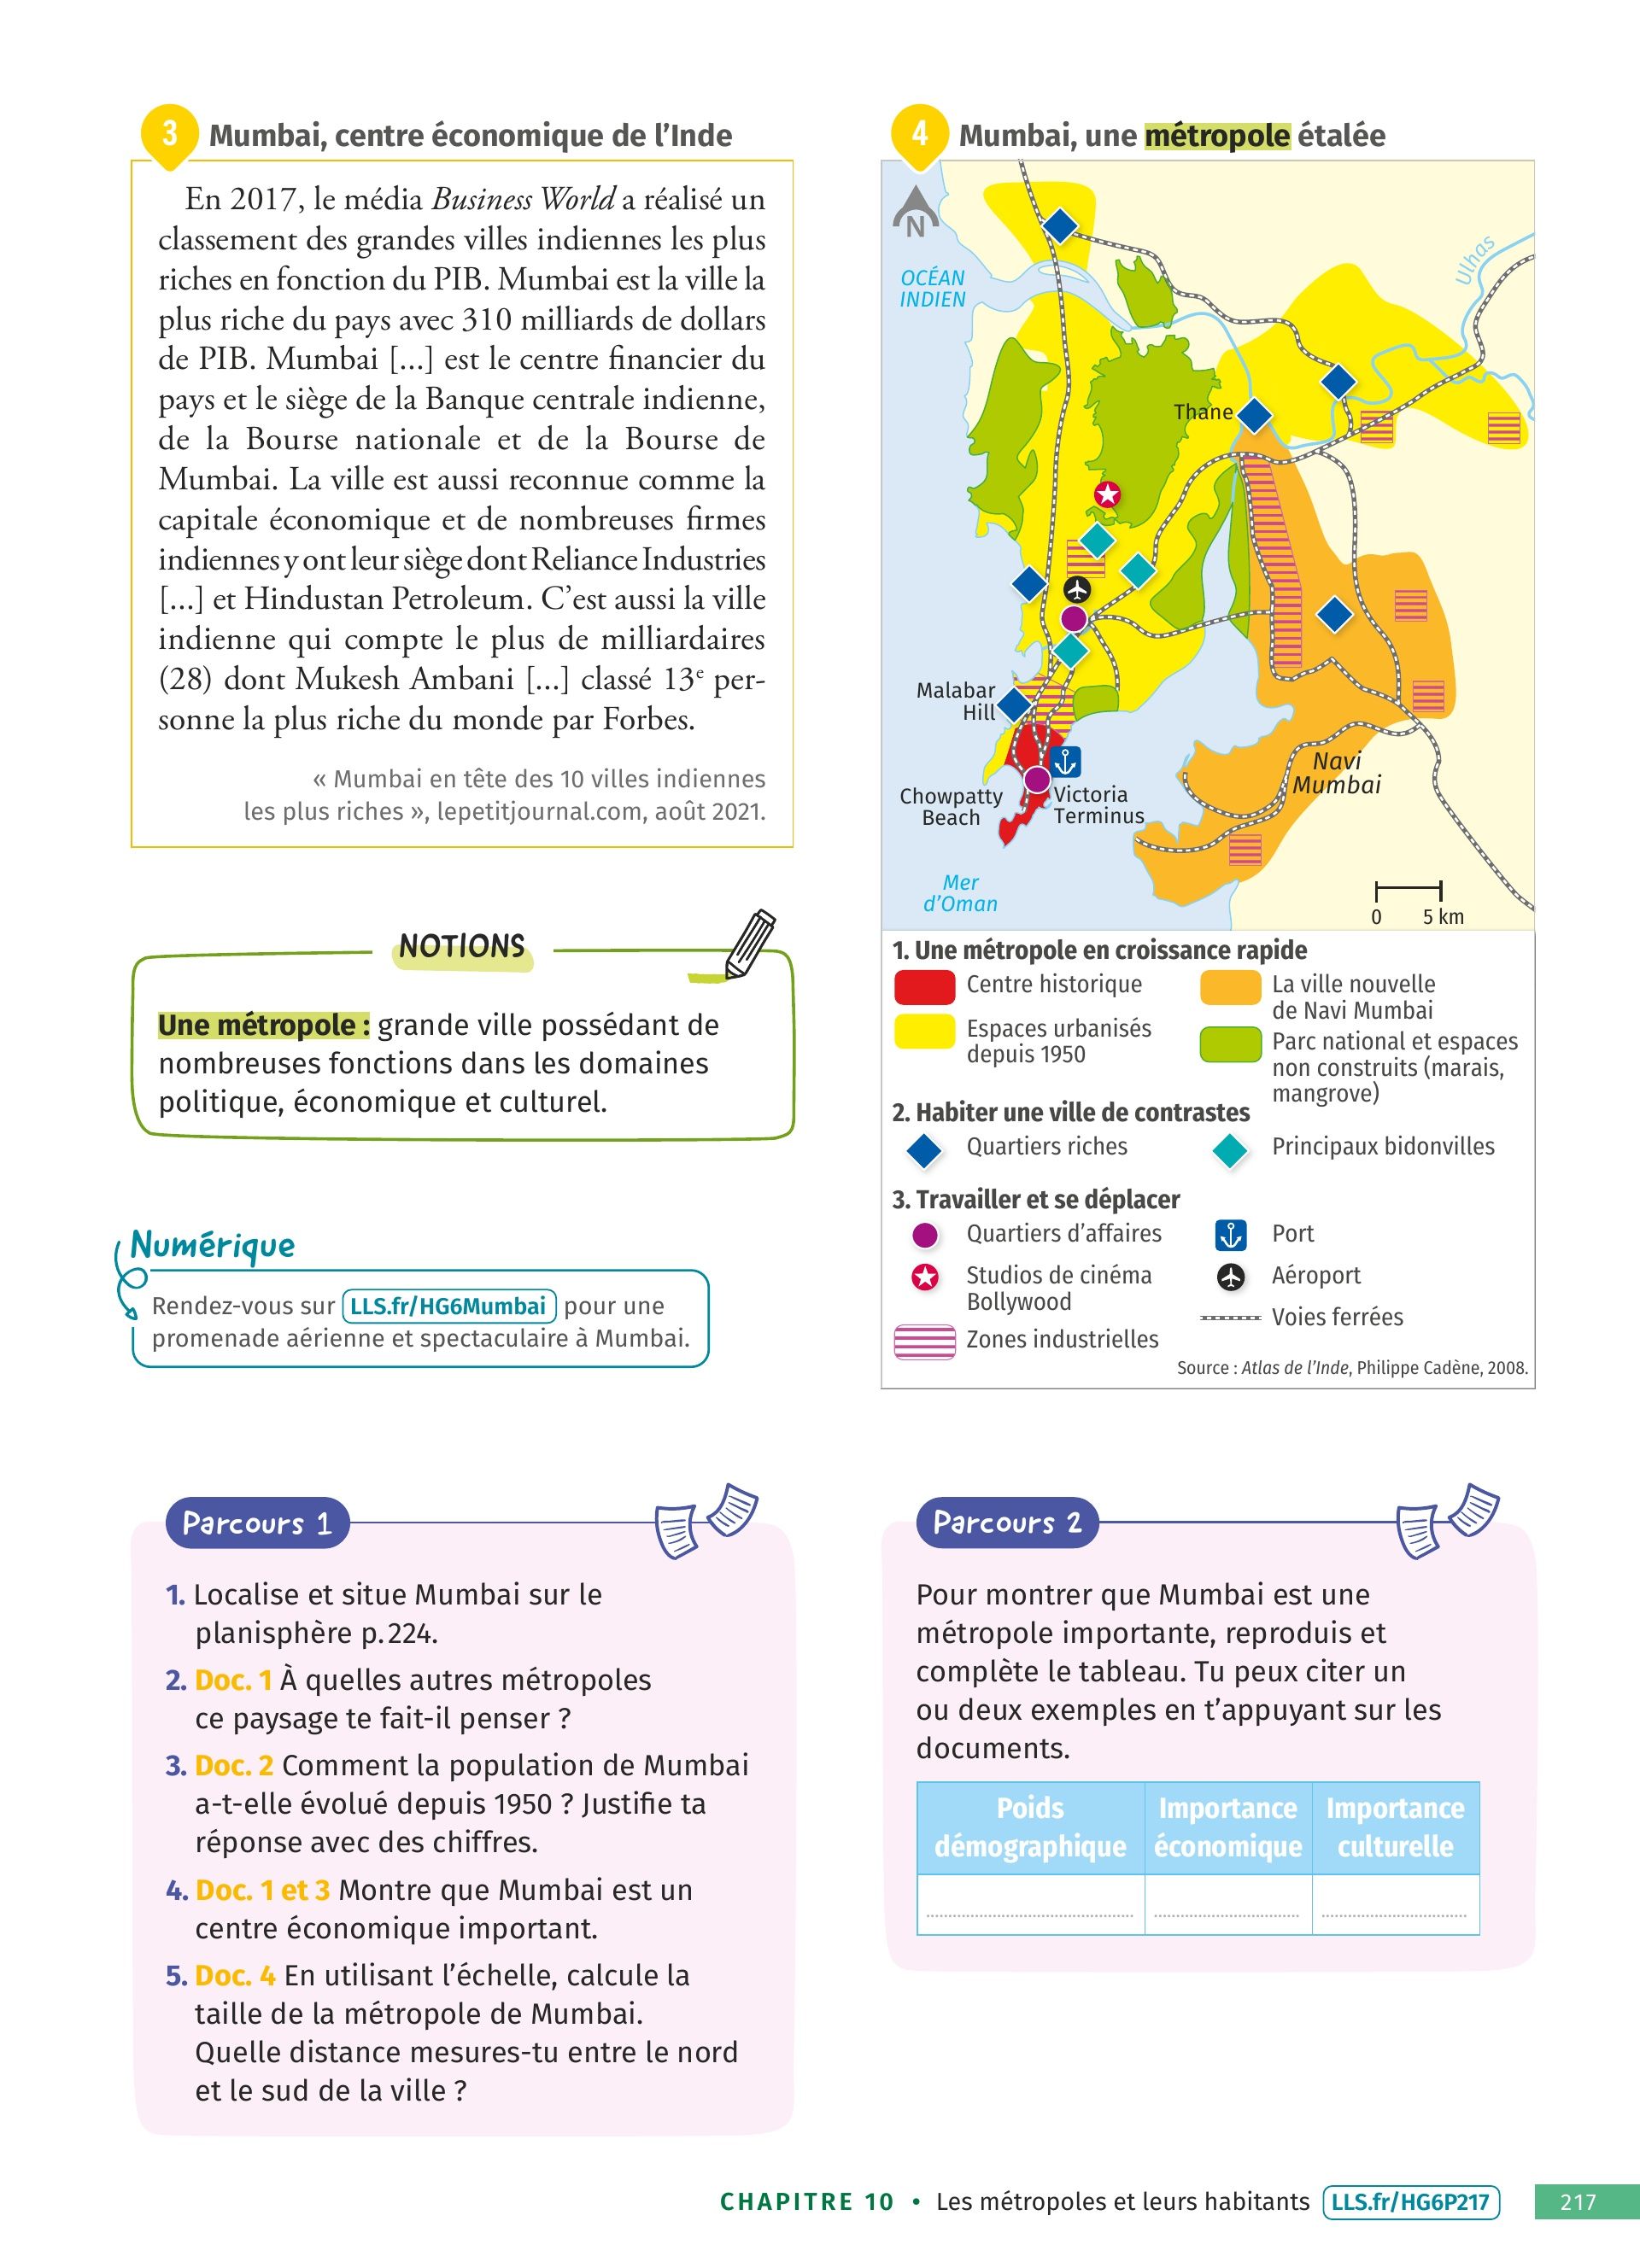 3 Mumbai, centre économique de l'Inde
En 2017, le média Business World a réalisé un
classement des grandes villes indiennes les plus
riches en fonction du PIB. Mumbai est la ville la
plus riche du pays avec 310 milliards de dollars
de PIB. Mumbai [...] est le centre financier du
pays et le siège de la Banque centrale indienne,
de la Bourse nationale et de la Bourse de
Mumbai. La ville est aussi reconnue comme la
capitale économique et de nombreuses firmes
indiennes y ont leur siège dont Reliance Industries
[...] et Hindustan Petroleum. C'est aussi la ville
indienne qui compte le plus de milliardaires
(28) dont Mukesh Ambani [...] classé 13e per-
sonne la plus riche du monde par Forbes.
« Mumbai en tête des 10 villes indiennes
les plus riches », lepetitjournal.com, août 2021.
NOTIONS
Une métropole : grande ville possédant de
nombreuses fonctions dans les domaines
politique, économique et culturel.
Numérique
Rendez-vous sur LLS.fr/HG6Mumbai pour une
promenade aérienne et spectaculaire à Mumbai.
4 Mumbai, une métropole étalée
N
OCÉAN
INDIEN
Ulhas
Thane
Malabar
Hill
Chowpatty
Beach
Victoria
Terminus
Navi
Mumbai
Mer
d'Oman
0 5 km
1. Une métropole en croissance rapide
Centre historique
Espaces urbanisés
depuis 1950
La ville nouvelle
de Navi Mumbai
Parc national et espaces
non construits (marais,
mangrove)
2. Habiter une ville de contrastes
Quartiers riches
Principaux bidonvilles
3. Travailler et se déplacer
Quartiers d'affaires
Studios de cinéma
Bollywood
Zones industrielles
Port
Aéroport
Voies ferrées
Source : Atlas de l'Inde, Philippe Cadène, 2008.
Parcours 1
1. Localise et situe Mumbai sur le
planisphère p. 224.
2. Doc. 1 À quelles autres métropoles
ce paysage te fait-il penser ?
3. Doc. 2 Comment la population de Mumbai
a-t-elle évolué depuis 1950 ? Justifie ta
réponse avec des chiffres.
4. Doc. 1 et 3 Montre que Mumbai est un
centre économique important.
5. Doc. 4 En utilisant l'échelle, calcule la
taille de la métropole de Mumbai.
Quelle distance mesures-tu entre le nord
et le sud de la ville ?
Parcours 2
Pour montrer que Mumbai est une
métropole importante, reproduis et
complète le tableau. Tu peux citer un
ou deux exemples en t'appuyant sur les
documents.
Poids
démographique
Importance
économique
Importance
culturelle
CHAPITRE 10 • Les métropoles et leurs habitants LLS.fr/HG6P217 217